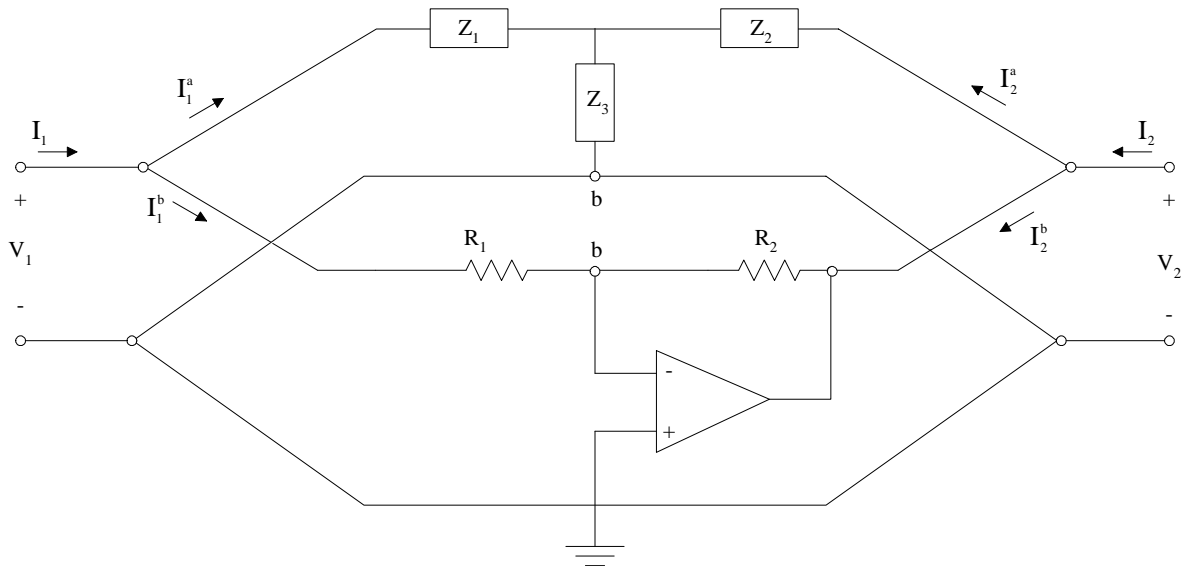 Z₁
Z₂
I₁ᵃ
Z₃
I₂ᵃ
I₁
I₂
+
b
+
I₁ᵇ
I₂ᵇ
R₁
b
R₂
V₁
V₂
-
-
-
+